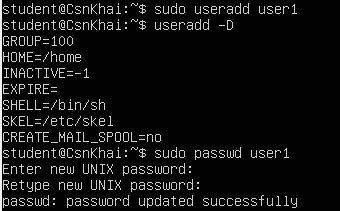 student@CsnKhai:~$ sudo useradd user1
student@CsnKhai:~$ useradd -D
GROUP=100
HOME=/home
INACTIVE=-1
EXPIRE=
SHELL=/bin/sh
SKEL=/etc/skel
CREATE_MAIL_SPOOL=no
student@CsnKhai:~$ sudo passwd user1
Enter new UNIX password:
Retype new UNIX password:
passwd: password updated successfully